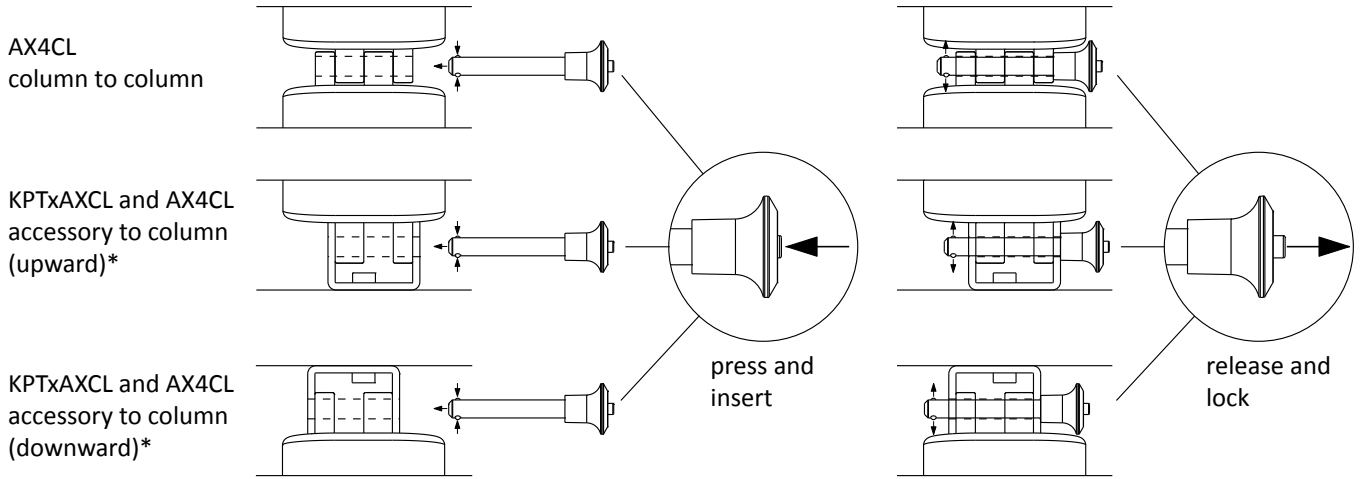 AX4CL
column to column
KPTxAXCL and AX4CL
accessory to column
(upward)*
KPTxAXCL and AX4CL
accessory to column
(downward)*
press and
insert
release and
lock